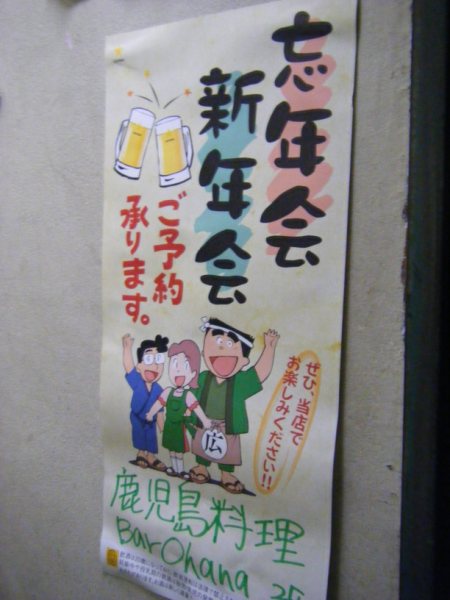 忘年会
新年会
ご予約
承ります。
ぜひ、当店で
お楽しみください!!
広
鹿児島料理
Bar Ohana 2F